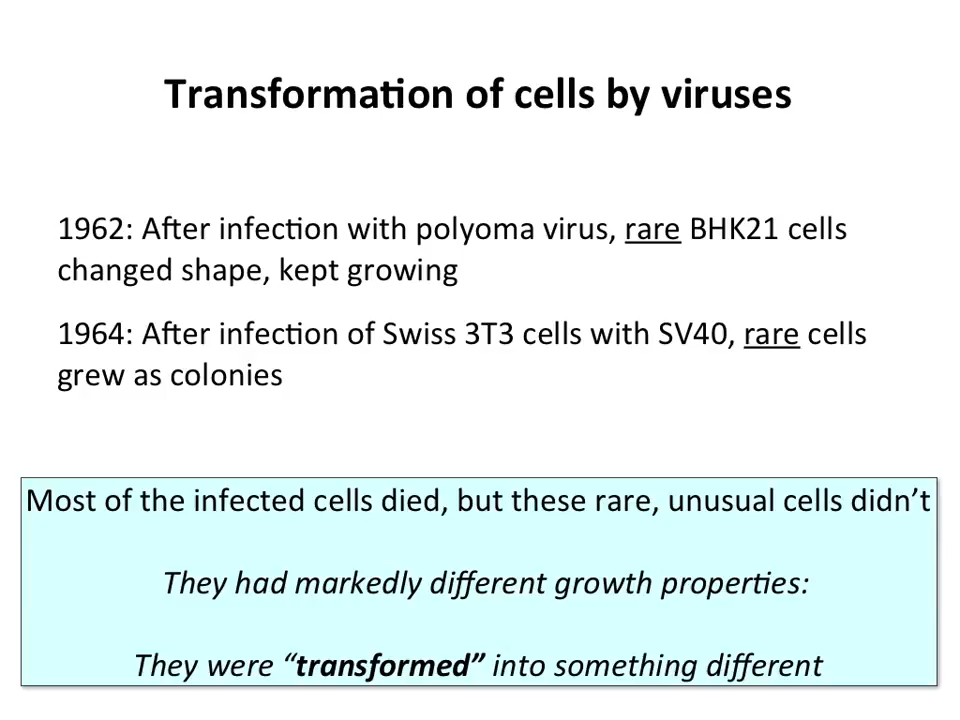 Transformation of cells by viruses
1962: After infection with polyoma virus, rare BHK21 cells
changed shape, kept growing
1964: After infection of Swiss 3T3 cells with SV40, rare cells
grew as colonies
Most of the infected cells died, but these rare, unusual cells didn’t
They had markedly different growth properties:
They were “transformed” into something different